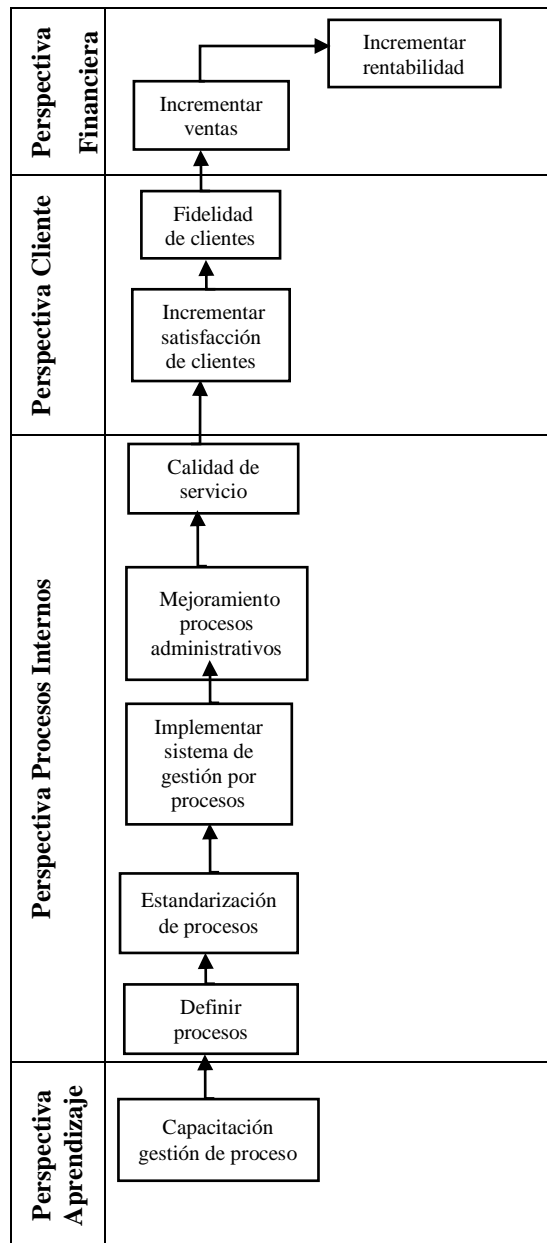 Perspectiva
Financiera
Incrementar
rentabilidad
Incrementar
ventas
Perspectiva Cliente
Fidelidad
de clientes
Incrementar
satisfacción
de clientes
Perspectiva Procesos Internos
Calidad de
servicio
Mejoramiento
procesos
administrativos
Implementar
sistema de
gestión por
procesos
Estandarización
de procesos
Definir
procesos
Perspectiva
Aprendizaje
Capacitación
gestión de proceso